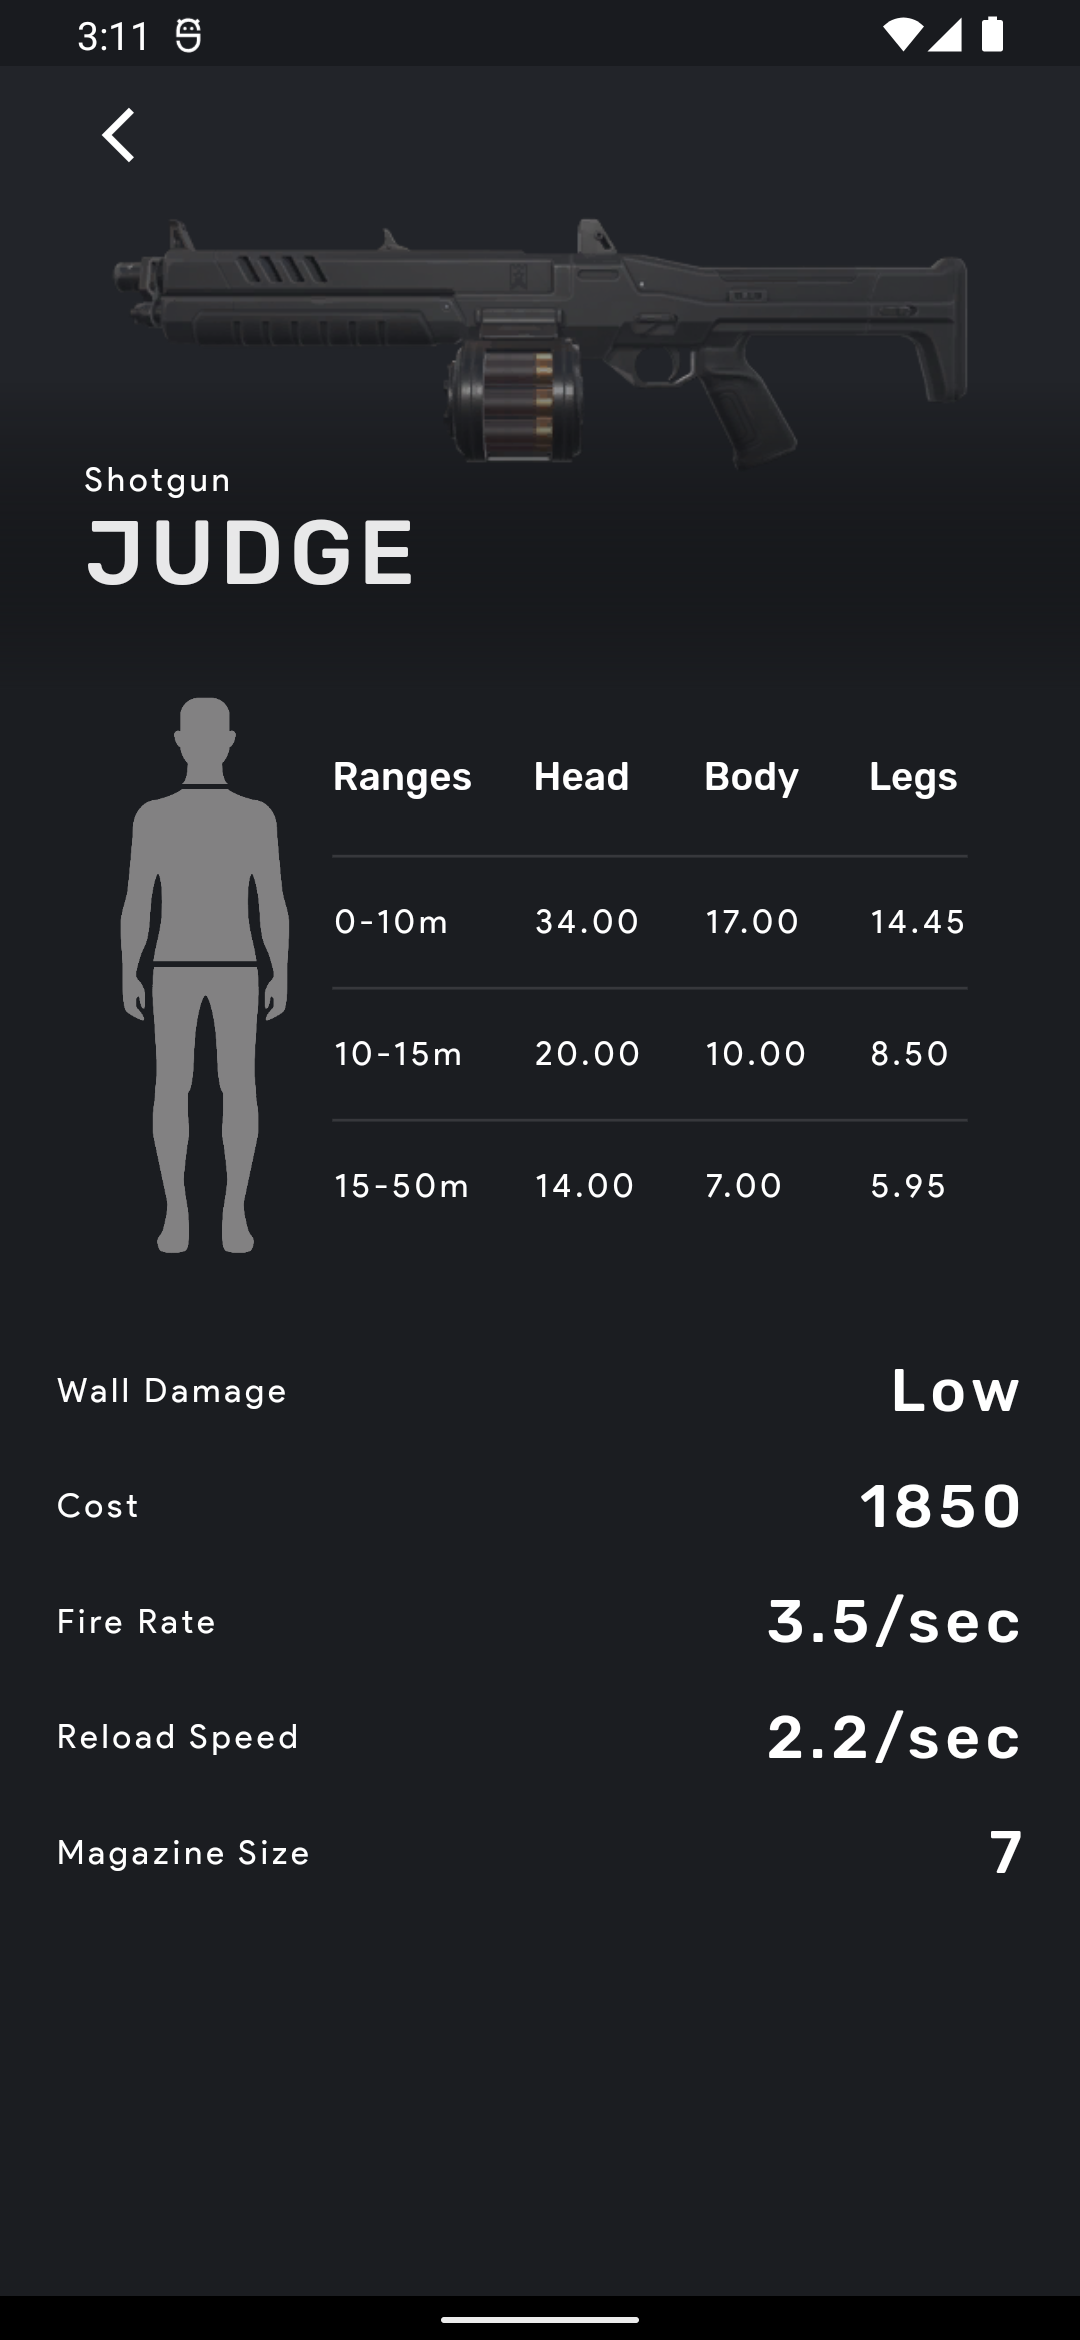 3:11
Shotgun
JUDGE
Ranges Head Body Legs
0-10m 34.00 17.00 14.45
10-15m 20.00 10.00 8.50
15-50m 14.00 7.00 5.95
Wall Damage Low
Cost 1850
Fire Rate 3.5/sec
Reload Speed 2.2/sec
Magazine Size 7